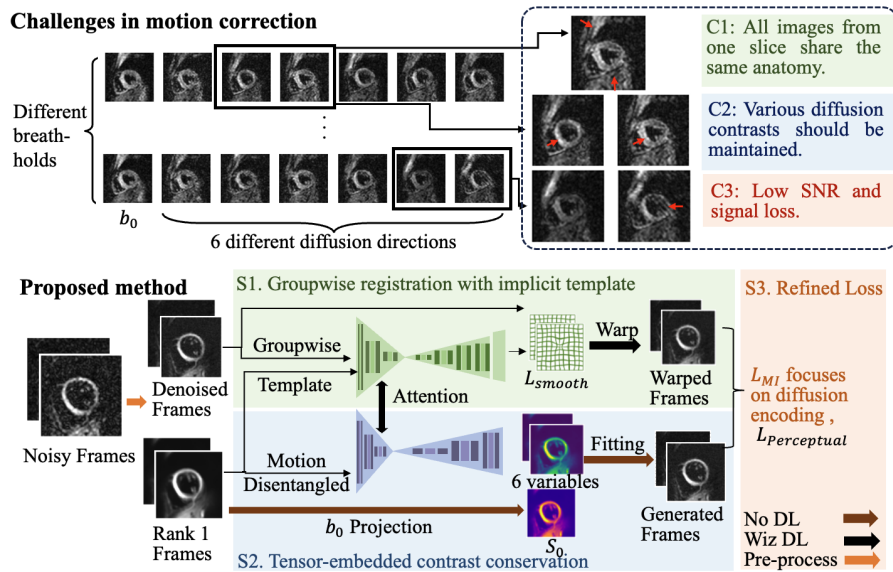 Challenges in motion correction
Different
breath-
holds
b0
6 different diffusion directions
C1: All images from
one slice share the
same anatomy.
C2: Various diffusion
contrasts should be
maintained.
C3: Low SNR and
signal loss.
Proposed method
S1. Groupwise registration with implicit template
S3. Refined Loss
Noisy Frames
Denoised
Frames
Rank 1
Frames
Groupwise
Template
Attention
Motion
Disentangled
b0 Projection
Lsmooth
Warp
Warped
Frames
6 variables
Fitting
S0.
Generated
Frames
S2. Tensor-embedded contrast conservation
LMI focuses
on diffusion
encoding ,
LPerceptual
No DL
Wiz DL
Pre-process